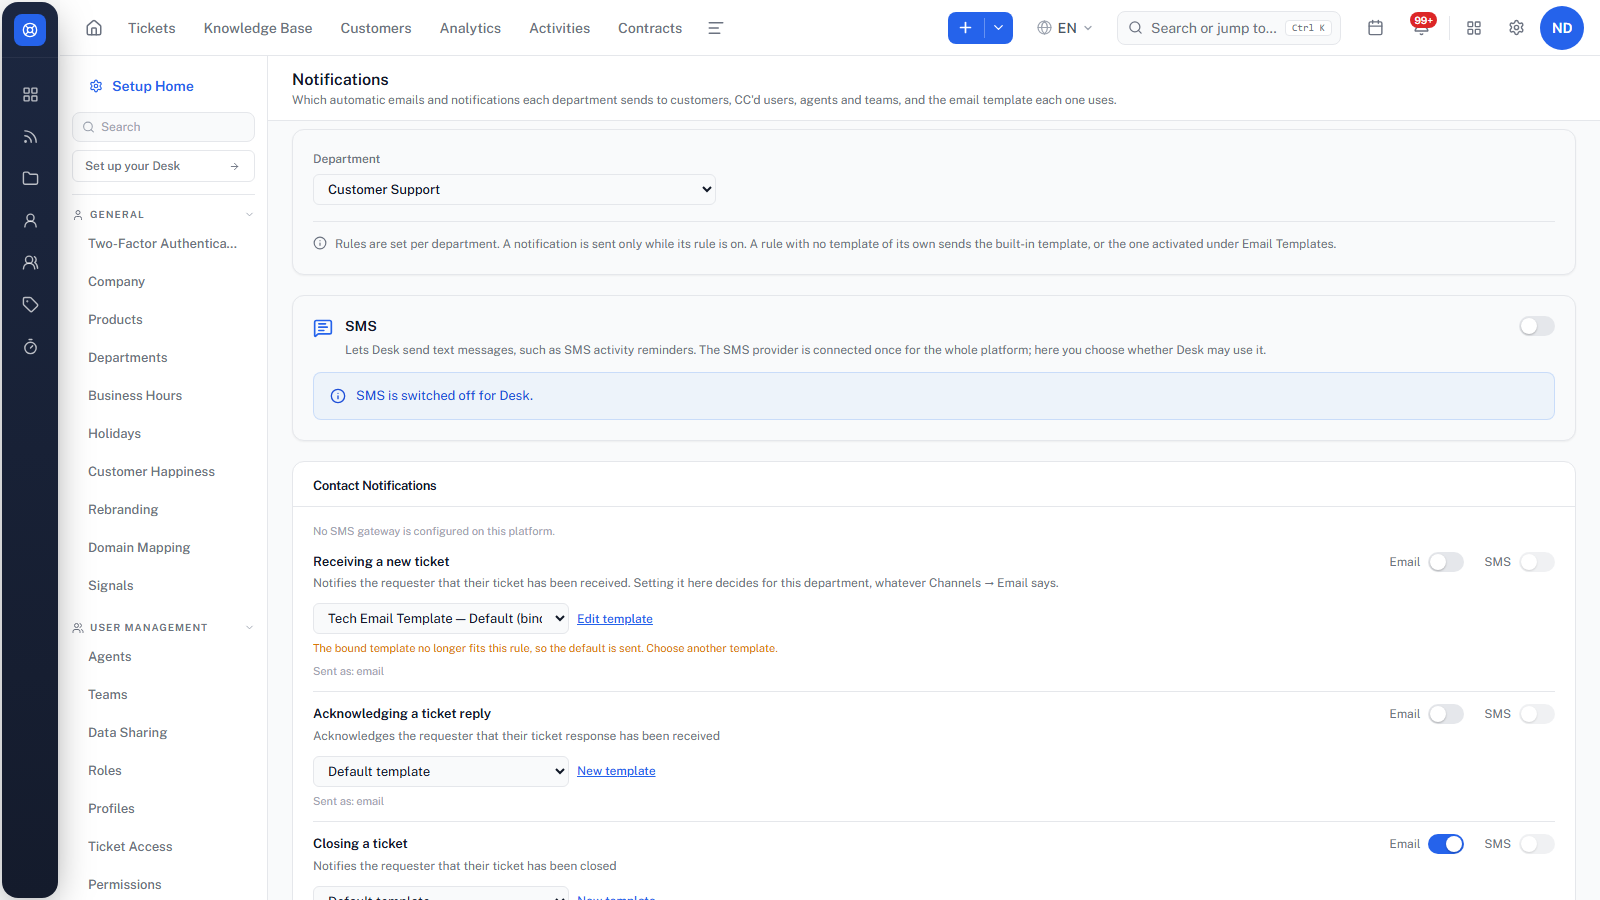 Tickets
Knowledge Base
Customers
Analytics
Activities
Contracts
EN
Search or jump to...
Ctrl K
99+
ND
Setup Home
Search
Set up your Desk
GENERAL
Two-Factor Authentica...
Company
Products
Departments
Business Hours
Holidays
Customer Happiness
Rebranding
Domain Mapping
Signals
USER MANAGEMENT
Agents
Teams
Data Sharing
Roles
Profiles
Ticket Access
Permissions
Notifications
Which automatic emails and notifications each department sends to customers, CC'd users, agents and teams, and the email template each one uses.
Department
Customer Support
Rules are set per department. A notification is sent only while its rule is on. A rule with no template of its own sends the built-in template, or the one activated under Email Templates.
SMS
Lets Desk send text messages, such as SMS activity reminders. The SMS provider is connected once for the whole platform; here you choose whether Desk may use it.
SMS is switched off for Desk.
Contact Notifications
No SMS gateway is configured on this platform.
Receiving a new ticket
Email
SMS
Notifies the requester that their ticket has been received. Setting it here decides for this department, whatever Channels → Email says.
Tech Email Template — Default (bind
Edit template
The bound template no longer fits this rule, so the default is sent. Choose another template.
Sent as: email
Acknowledging a ticket reply
Email
SMS
Acknowledges the requester that their ticket response has been received
Default template
New template
Sent as: email
Closing a ticket
Email
SMS
Notifies the requester that their ticket has been closed
Default template
New template